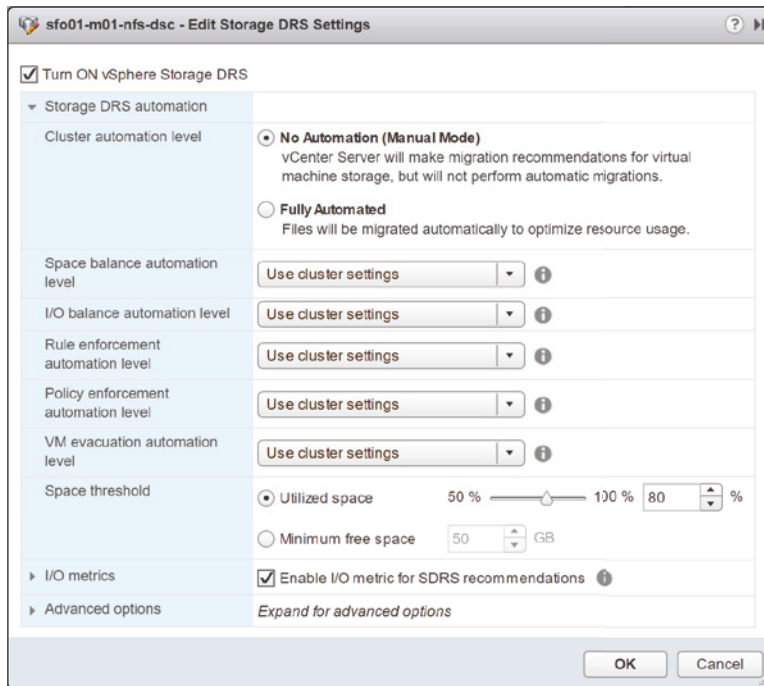 sfo01-m01-nfs-dsc - Edit Storage DRS Settings
?
Turn ON vSphere Storage DRS
Storage DRS automation
Cluster automation level
No Automation (Manual Mode)
vCenter Server will make migration recommendations for virtual
machine storage, but will not perform automatic migrations.
Fully Automated
Files will be migrated automatically to optimize resource usage.
Space balance automation
level
Use cluster settings
I/O balance automation level
Use cluster settings
Rule enforcement
automation level
Use cluster settings
Policy enforcement
automation level
Use cluster settings
VM evacuation automation
level
Use cluster settings
Space threshold
Utilized space 50 % 100 % 80 %
Minimum free space 50 GB
I/O metrics
Enable I/O metric for SDRS recommendations
Advanced options
Expand for advanced options
OK
Cancel